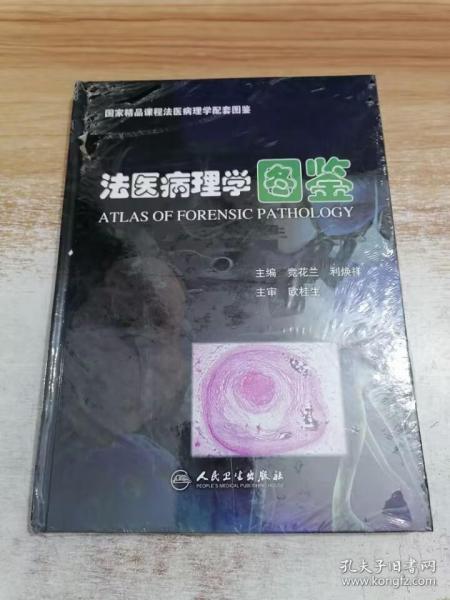 国家精品课程法医病理学配套图鉴
法医病理学图鉴
ATLAS OF FORENSIC PATHOLOGY
主编 竞花兰 利焕祥
主审 欧桂生
人民卫生出版社
PEOPLE'S MEDICAL PUBLISHING HOUSE
孔夫子旧书网
www.kongfz.com